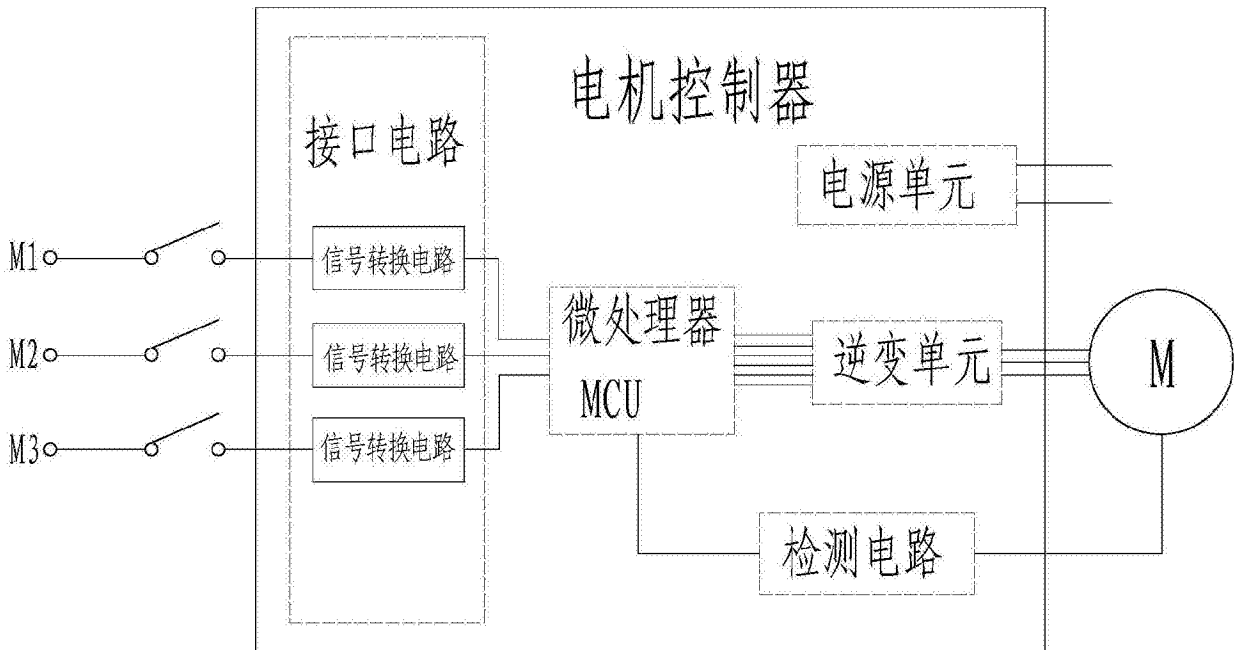 电机控制器
接口电路
电源单元
M1
信号转换电路
微处理器
MCU
逆变单元
M
M2
信号转换电路
M3
信号转换电路
检测电路